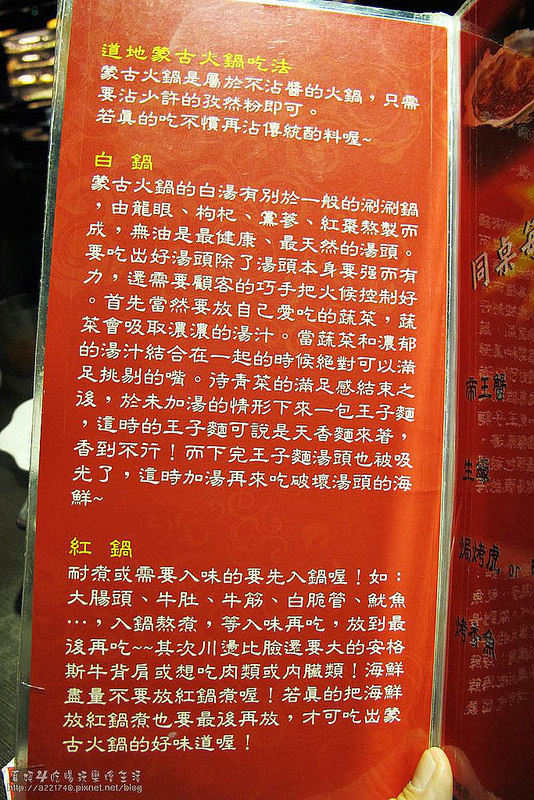 道地蒙古火鍋吃法
蒙古火鍋是屬於不沾醬的火鍋，只需
要沾少許的孜然粉即可。
若真的吃不慣再沾傳統酌料喔~
白鍋
蒙古火鍋的白湯有別於一般的涮涮鍋
，由龍眼、枸杞、黨蔘、紅棗熬製而
成，無油是最健康、最天然的湯頭。
要吃出好湯頭除了湯頭本身要強而有
力，還需要顧客的巧手把火候控制好
。首先當然要放自己愛吃的蔬菜，蔬
菜會吸取濃濃的湯汁。當蔬菜和濃郁
的湯汁結合在一起的時候絕對可以滿
足挑剔的嘴。待青菜的滿足感結束之
後，於未加湯的情形下來一包王子麵
，這時的王子麵可說是天香麵來著，
香到不行！而下完王子麵湯頭也被吸
光了，這時加湯再來吃破壞湯頭的海
鮮~
紅鍋
耐煮或需要入味的要先入鍋喔！如：
大腸頭、牛肚、牛筋、白脆管、魷魚
…，入鍋熬煮，等入味再吃，放到最
後再吃~~其次川燙比臉還要大的安格
斯牛背肩或想吃肉類或內臟類！海鮮
盡量不要放紅鍋煮喔！若真的把海鮮
放紅鍋煮也要最後再放，才可吃出蒙
古火鍋的好味道喔！
同桌每
帝王蟹
生蠔
焗烤虎 or
烤香魚
http://a221740.pixnet.net/blog